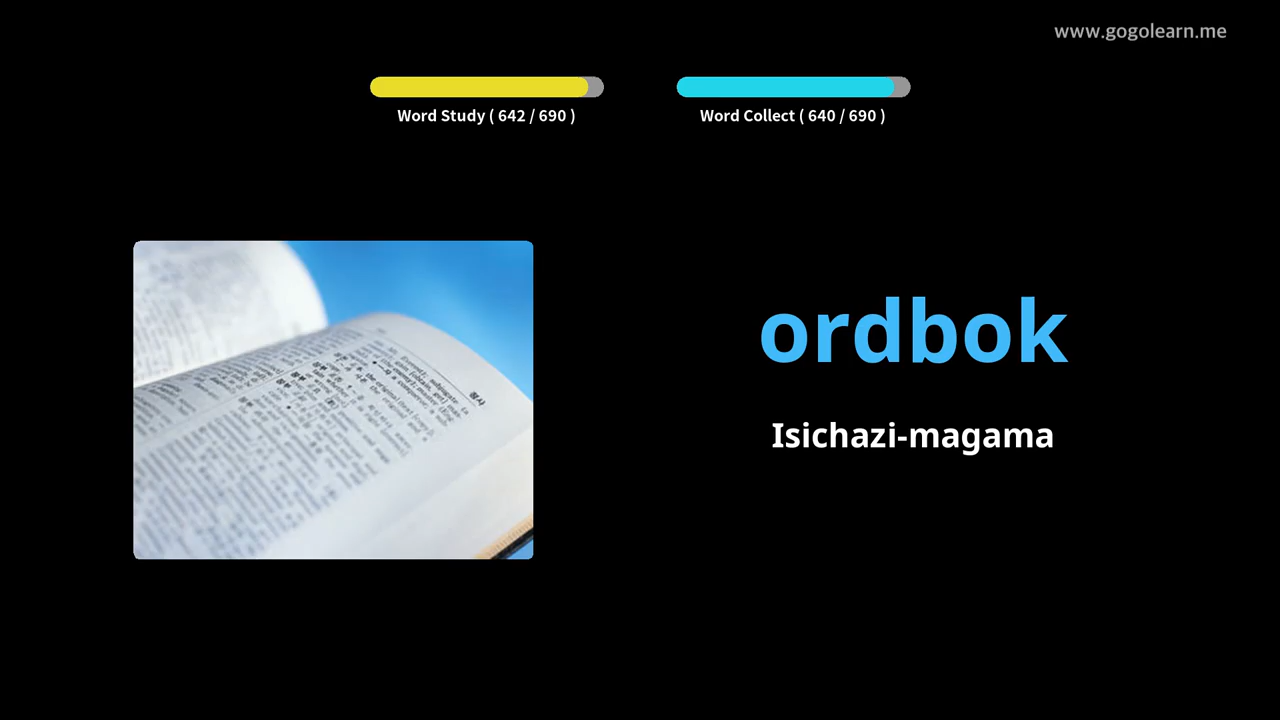 www.gogolearn.me
Word Study ( 642 / 690 )
Word Collect ( 640 / 690 )
ordbok
Isichazi-magama